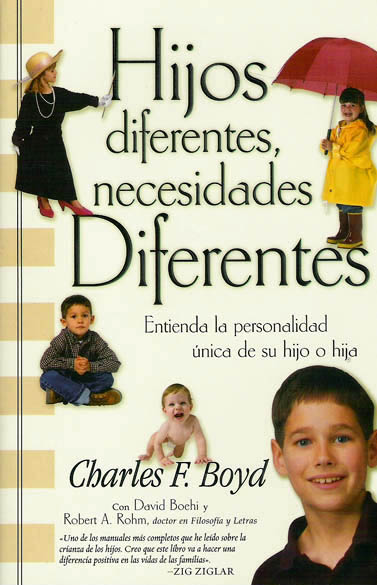 Hijos
diferentes,
necesidades
Diferentes
Entienda la personalidad
única de su hijo o hija
Charles F. Boyd
Con David Boehi y
Robert A. Rohm, doctor en Filosofía y Letras
«Uno de los manuales más completos que he leído sobre la
crianza de los hijos. Creo que este libro va a hacer una
diferencia positiva en las vidas de las familias».
—ZIG ZIGLAR